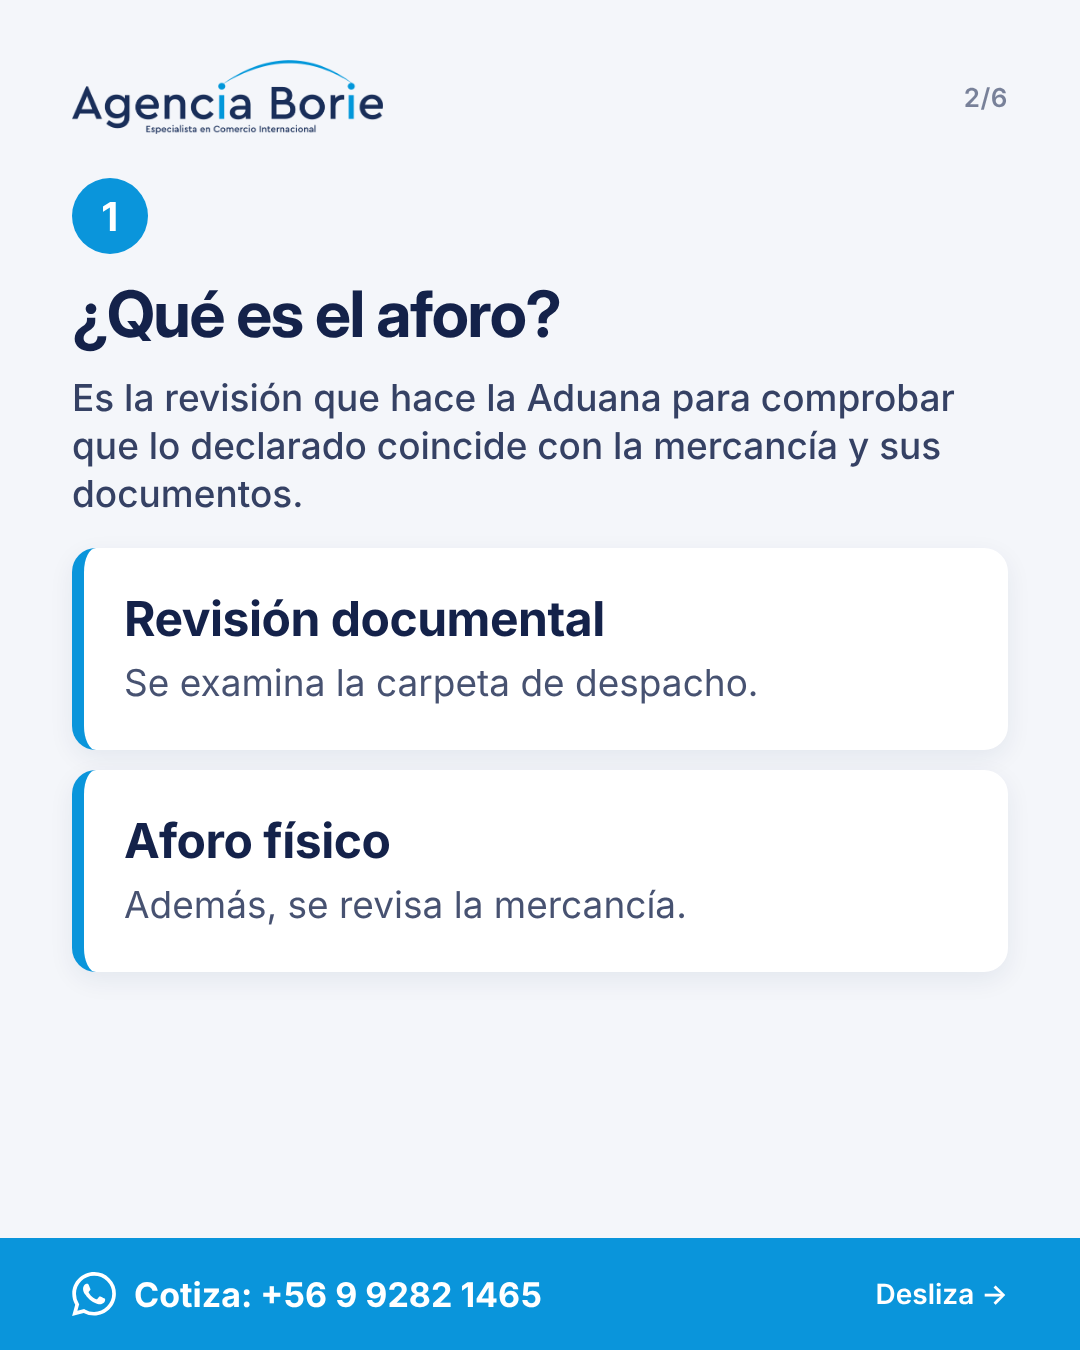 Agencia Borie
Especialista en Comercio Internacional
2/6
1
¿Qué es el aforo?
Es la revisión que hace la Aduana para comprobar
que lo declarado coincide con la mercancía y sus
documentos.
Revisión documental
Se examina la carpeta de despacho.
Aforo físico
Además, se revisa la mercancía.
Cotiza: +56 9 9282 1465
Desliza →